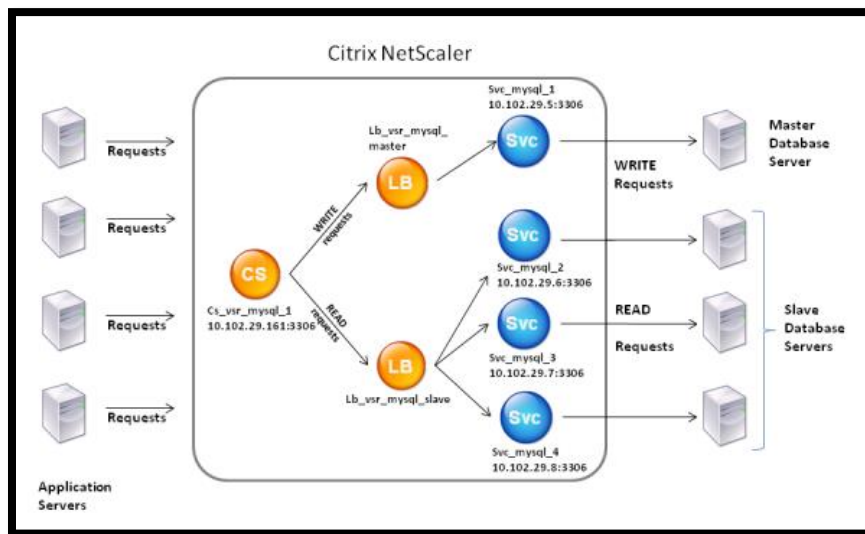 Citrix NetScaler
Requests
Requests
Requests
Requests
Application
Servers
Cs
Cs_vsr_mysql_1
10.102.29.161:3306
WRITE
requests
READ
requests
Lb_vsr_mysql_
master
LB
LB
Lb_vsr_mysql_slave
Svc_mysql_1
10.102.29.5:3306
Svc
Svc
Svc_mysql_2
10.102.29.6:3306
Svc
Svc_mysql_3
10.102.29.7:3306
Svc
Svc_mysql_4
10.102.29.8:3306
WRITE
Requests
READ
Requests
Master
Database
Server
Slave
Database
Servers